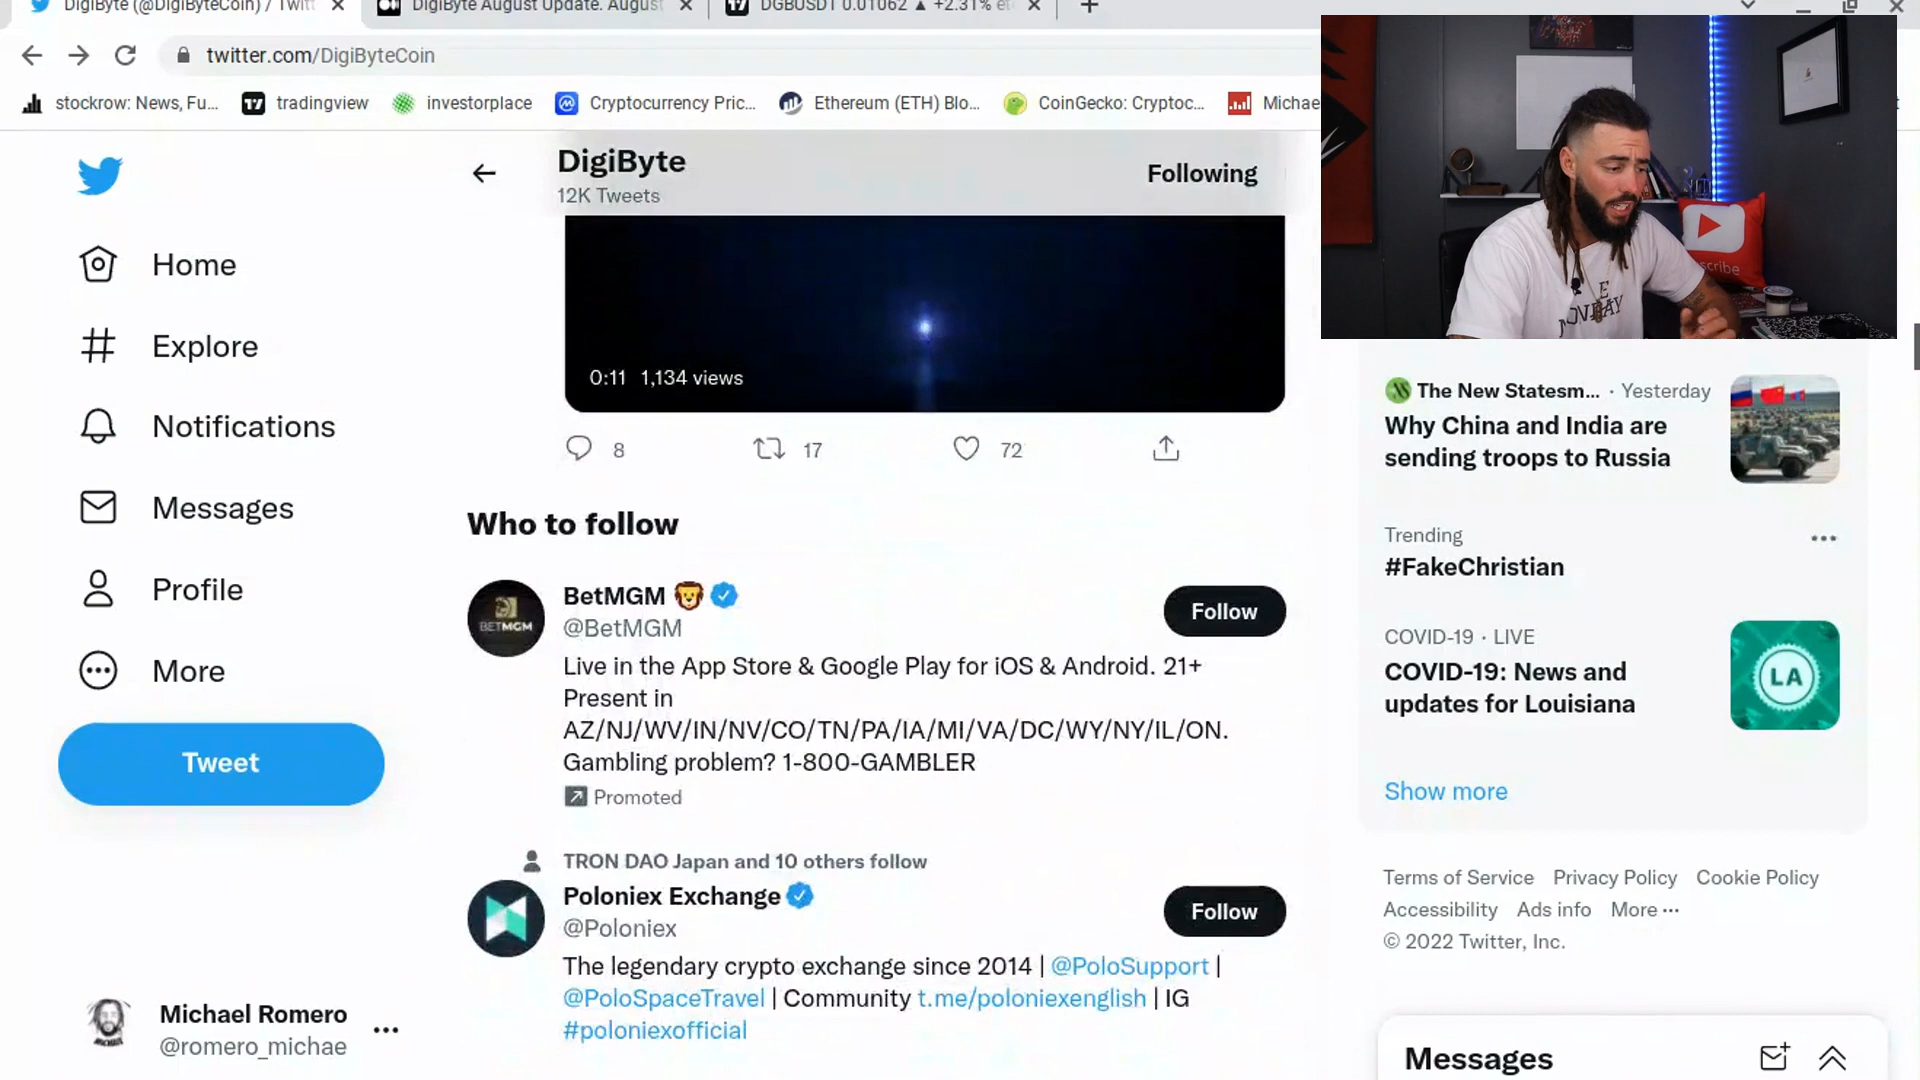 DigiByte (@DigiByteCoin) / Twitt
DigiByte August Update. August
DGBUSDT 0.01062 ▲ +2.31%
twitter.com/DigiByteCoin
stockrow: News, Fu...
tradingview
investorplace
Cryptocurrency Pric...
Ethereum (ETH) Blo...
CoinGecko: Cryptoc...
Michae
DigiByte
12K Tweets
Following
Home
Explore
Notifications
Messages
Profile
More
Tweet
Michael Romero
@romero_michae
0:11 1,134 views
8
17
72
Who to follow
BetMGM
@BetMGM
Follow
Live in the App Store & Google Play for iOS & Android. 21+
Present in
AZ/NJ/WV/IN/NV/CO/TN/PA/IA/MI/VA/DC/WY/NY/IL/ON.
Gambling problem? 1-800-GAMBLER
Promoted
TRON DAO Japan and 10 others follow
Poloniex Exchange
@Poloniex
Follow
The legendary crypto exchange since 2014 | @PoloSupport |
@PoloSpaceTravel | Community t.me/poloniexenglish | IG
#poloniexofficial
The New Statesm... · Yesterday
Why China and India are
sending troops to Russia
Trending
#FakeChristian
COVID-19 · LIVE
COVID-19: News and
updates for Louisiana
LA
Show more
Terms of Service Privacy Policy Cookie Policy
Accessibility Ads info More ···
© 2022 Twitter, Inc.
Messages